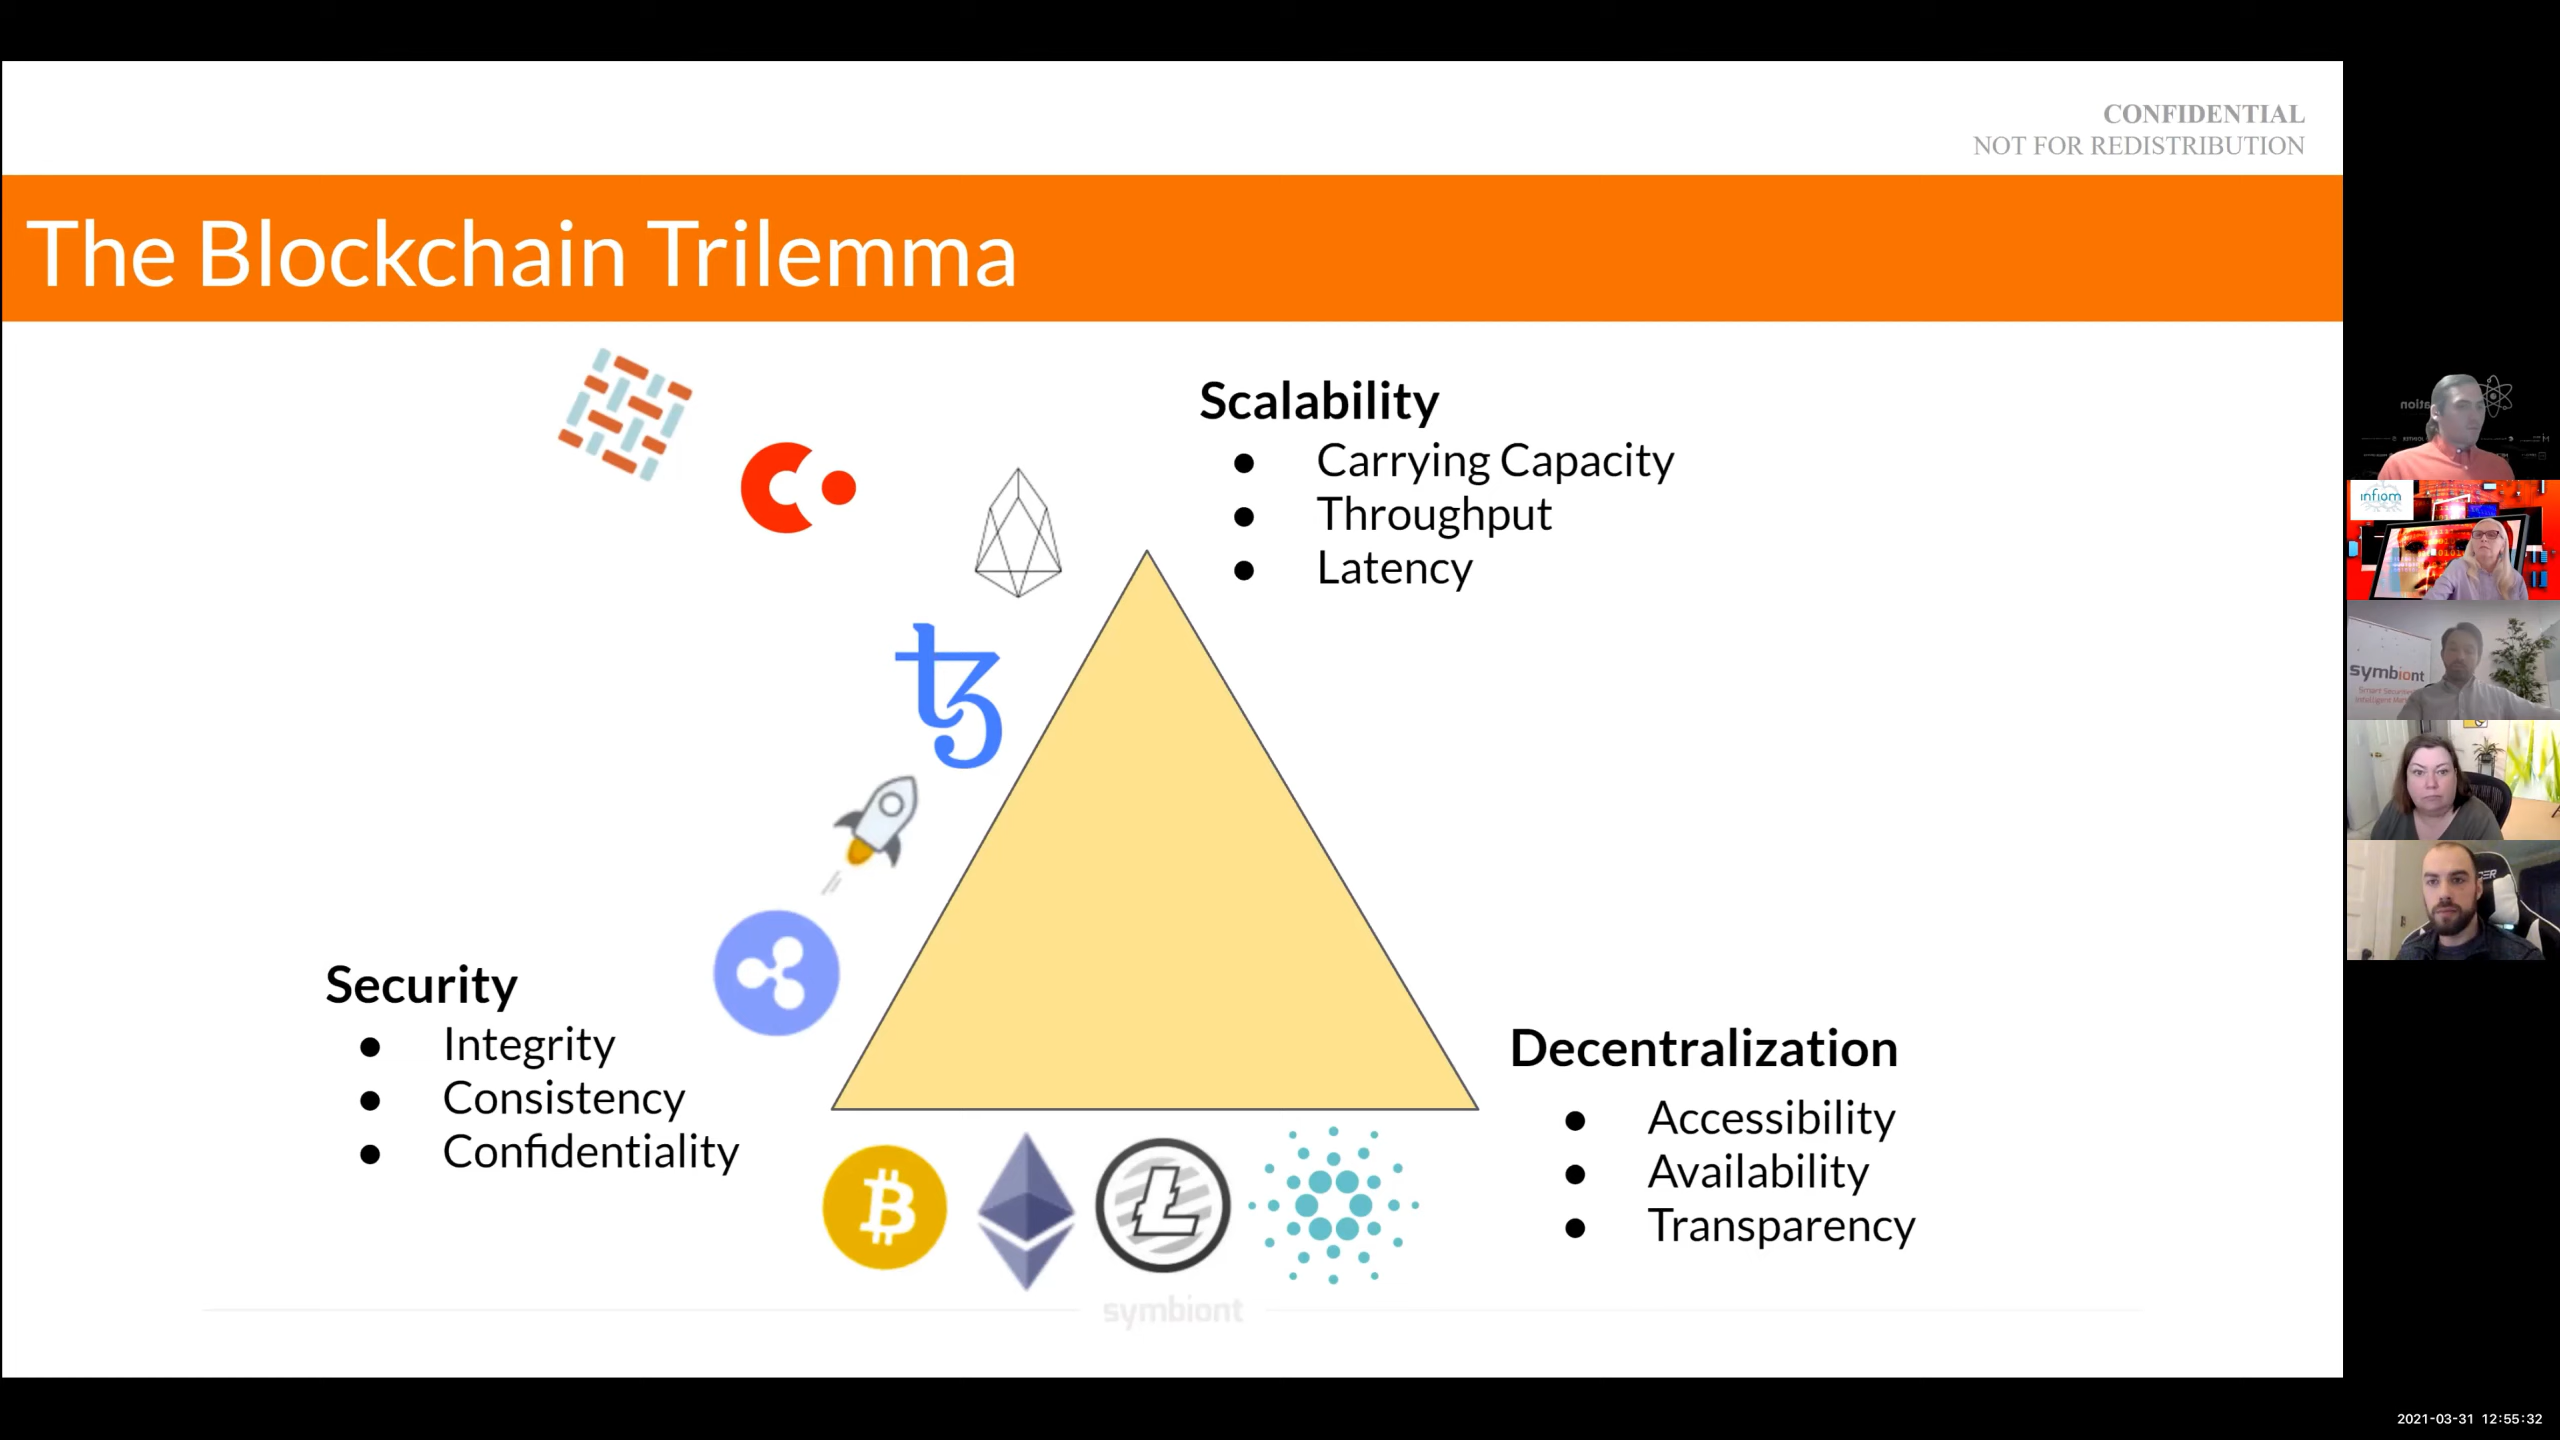 CONFIDENTIAL
NOT FOR REDISTRIBUTION
The Blockchain Trilemma
Scalability
● Carrying Capacity
● Throughput
● Latency
Security
● Integrity
● Consistency
● Confidentiality
Decentralization
● Accessibility
● Availability
● Transparency
symbiont
infiom
symbiont
2021-03-31 12:55:32